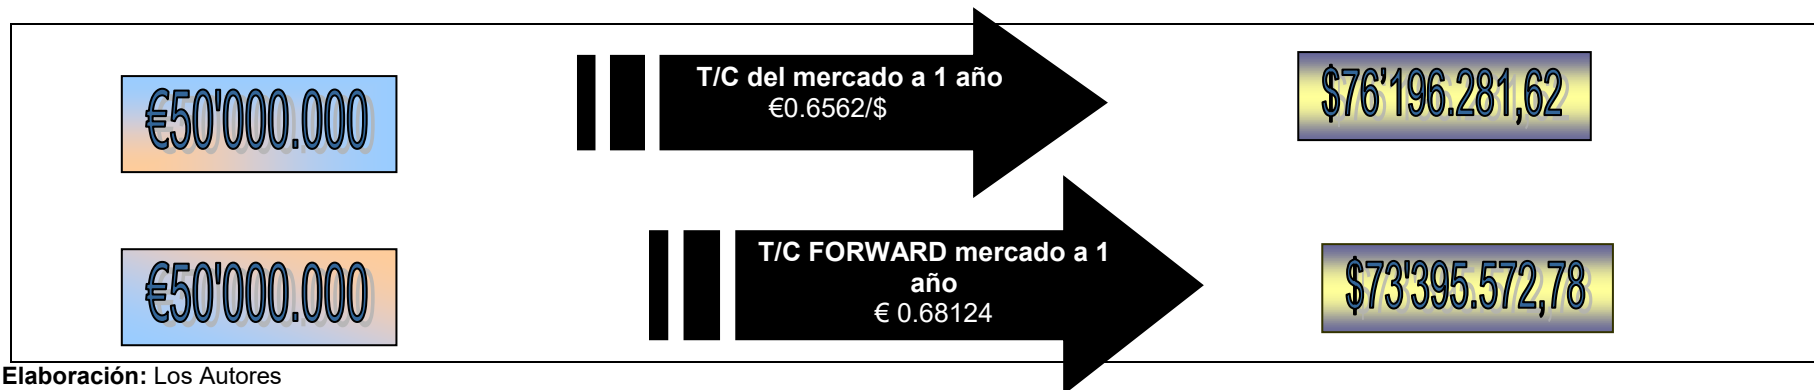 €50'000.000
T/C del mercado a 1 año
€0.6562/$
$76'196.281,62
€50'000.000
T/C FORWARD mercado a 1
año
€ 0.68124
$73'395.572,78
Elaboración: Los Autores